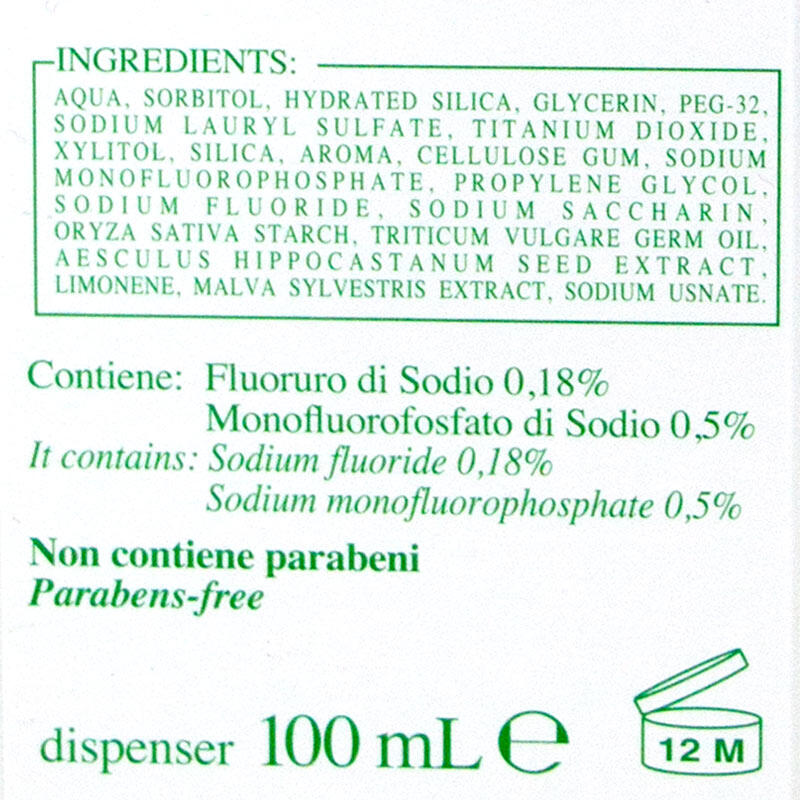 INGREDIENTS:
AQUA, SORBITOL, HYDRATED SILICA, GLYCERIN, PEG-32,
SODIUM LAURYL SULFATE, TITANIUM DIOXIDE,
XYLITOL, SILICA, AROMA, CELLULOSE GUM, SODIUM
MONOFLUOROPHOSPHATE, PROPYLENE GLYCOL,
SODIUM FLUORIDE, SODIUM SACCHARIN,
ORYZA SATIVA STARCH, TRITICUM VULGARE GERM OIL,
AESCULUS HIPPOCASTANUM SEED EXTRACT,
LIMONENE, MALVA SYLVESTRIS EXTRACT, SODIUM USNATE.
Contiene: Fluoruro di Sodio 0,18%
Monofluorofosfato di Sodio 0,5%
It contains: Sodium fluoride 0,18%
Sodium monofluorophosphate 0,5%
Non contiene parabeni
Parabens-free
dispenser 100 mL e
12 M